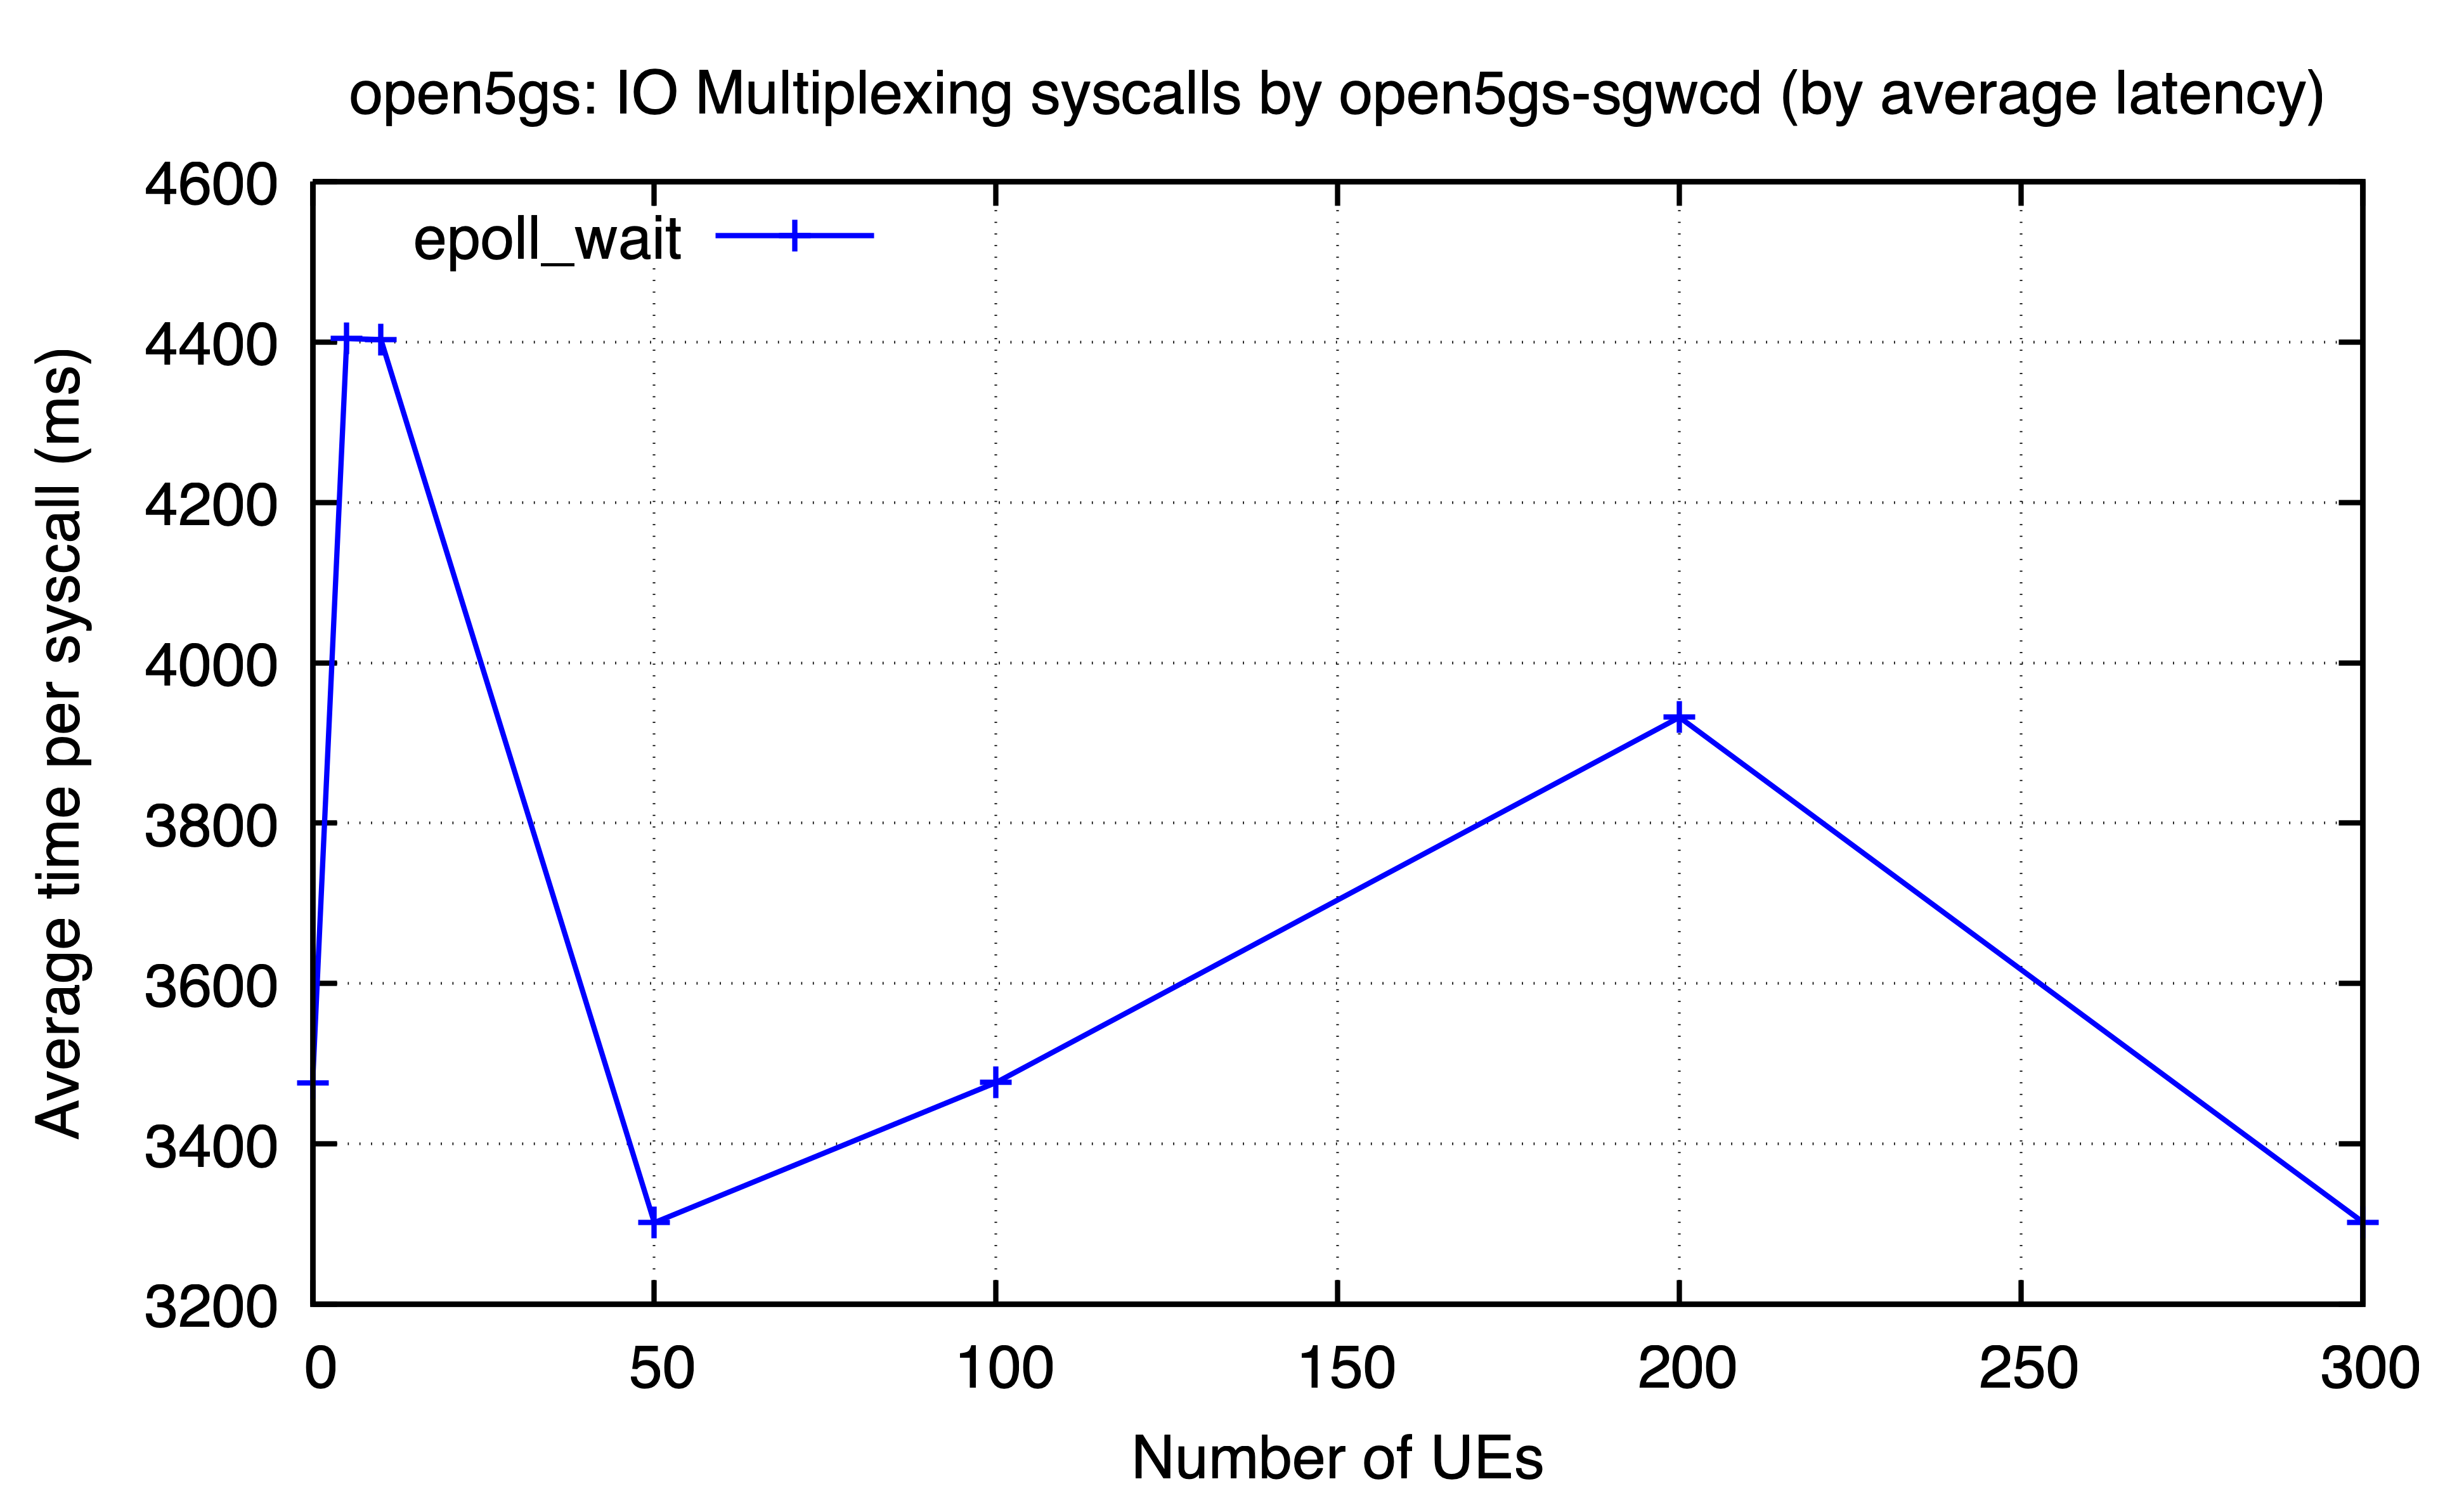 open5gs: IO Multiplexing syscalls by open5gs-sgwcd (by average latency)
4600
epoll_wait
4400
4200
4000
3800
3600
3400
3200
Average time per syscall (ms)
0 50 100 150 200 250 300
Number of UEs